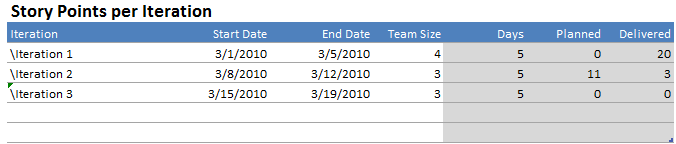 Story Points per Iteration
Iteration Start Date End Date Team Size Days Planned Delivered
\Iteration 1 3/1/2010 3/5/2010 4 5 0 20
\Iteration 2 3/8/2010 3/12/2010 3 5 11 3
\Iteration 3 3/15/2010 3/19/2010 3 5 0 0